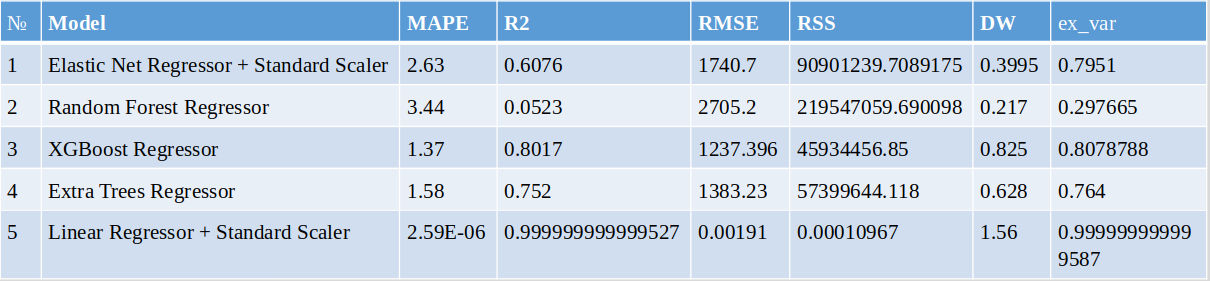 № Model MAPE R2 RMSE RSS DW ex_var
1 Elastic Net Regressor + Standard Scaler 2.63 0.6076 1740.7 90901239.7089175 0.3995 0.7951
2 Random Forest Regressor 3.44 0.0523 2705.2 219547059.690098 0.217 0.297665
3 XGBoost Regressor 1.37 0.8017 1237.396 45934456.85 0.825 0.8078788
4 Extra Trees Regressor 1.58 0.752 1383.23 57399644.118 0.628 0.764
5 Linear Regressor + Standard Scaler 2.59E-06 0.999999999999527 0.00191 0.00010967 1.56 0.99999999999
9587